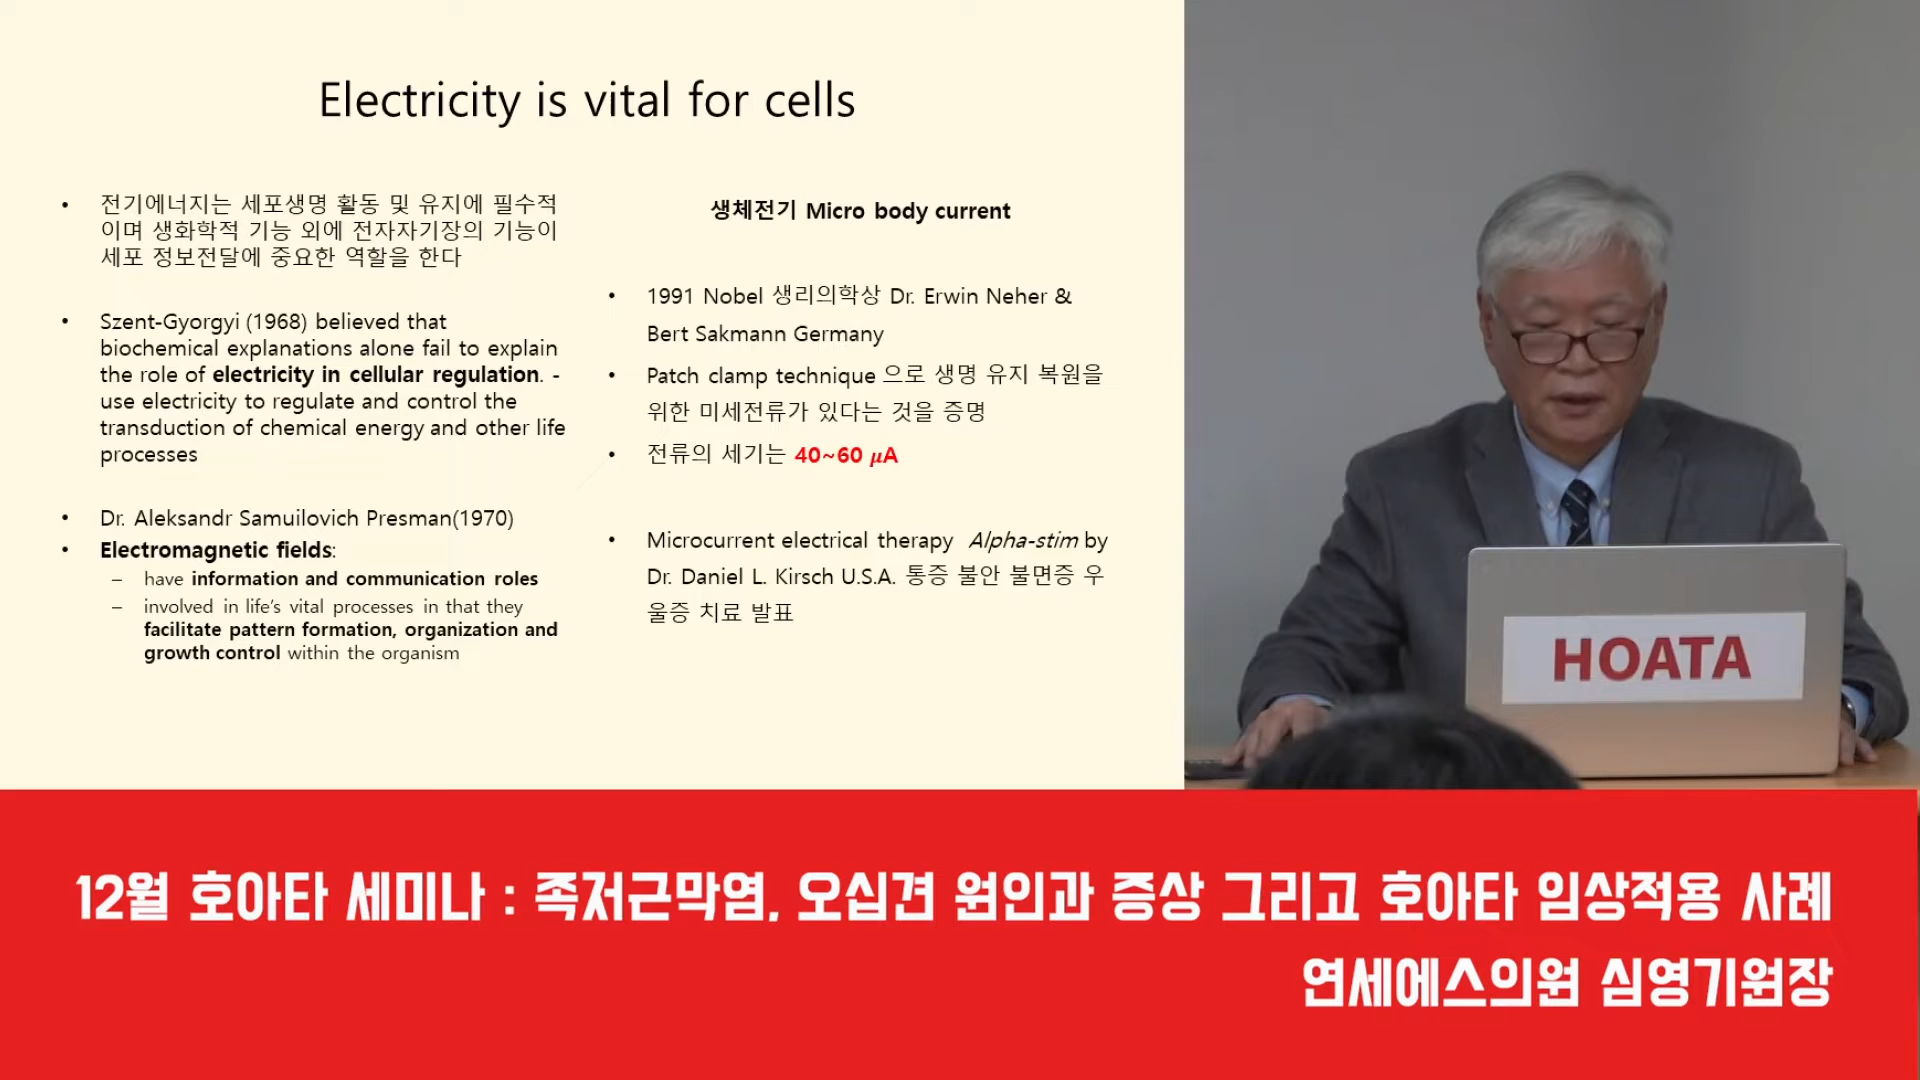 Electricity is vital for cells
• 전기에너지는 세포생명 활동 및 유지에 필수적
이며 생화학적 기능 외에 전자자기장의 기능이
세포 정보전달에 중요한 역할을 한다
• Szent-Gyorgyi (1968) believed that
biochemical explanations alone fail to explain
the role of electricity in cellular regulation. -
use electricity to regulate and control the
transduction of chemical energy and other life
processes
• Dr. Aleksandr Samuilovich Presman(1970)
• Electromagnetic fields:
– have information and communication roles
– involved in life's vital processes in that they
facilitate pattern formation, organization and
growth control within the organism
생체전기 Micro body current
• 1991 Nobel 생리의학상 Dr. Erwin Neher &
Bert Sakmann Germany
• Patch clamp technique 으로 생명 유지 복원을
위한 미세전류가 있다는 것을 증명
• 전류의 세기는 40~60 μA
• Microcurrent electrical therapy Alpha-stim by
Dr. Daniel L. Kirsch U.S.A. 통증 불안 불면증 우
울증 치료 발표
HOATA
12월 호아타 세미나 : 족저근막염, 오십견 원인과 증상 그리고 호아타 임상적용 사례
연세에스의원 심영기원장